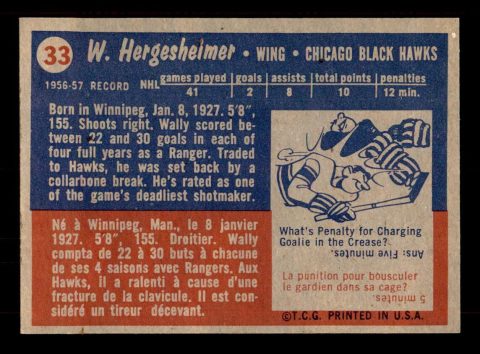 33 W. Hergesheimer • WING • CHICAGO BLACK HAWKS
1956-57 RECORD NHL games played 41 goals 2 assists 8 total points 10 penalties 12 min.
Born in Winnipeg, Jan. 8, 1927. 5'8",
155. Shoots right. Wally scored be-
tween 22 and 30 goals in each of
four full years as a Ranger. Traded
to Hawks, he was set back by a
collarbone break. He's rated as one
of the game's deadliest shotmaker.
Né à Winnipeg, Man., le 8 janvier
1927. 5'8", 155. Droitier. Wally
compta de 22 à 30 buts à chacune
de ses 4 saisons avec Rangers. Aux
Hawks, il a ralenti à cause d'une
fracture de la clavicule. Il est con-
sidéré un tireur décevant.
What's Penalty for Charging
Goalie in the Crease?
Ans: Five minutes.
La punition pour bousculer
le gardien dans sa cage?
5 minutes
©T.C.G. PRINTED IN U.S.A.